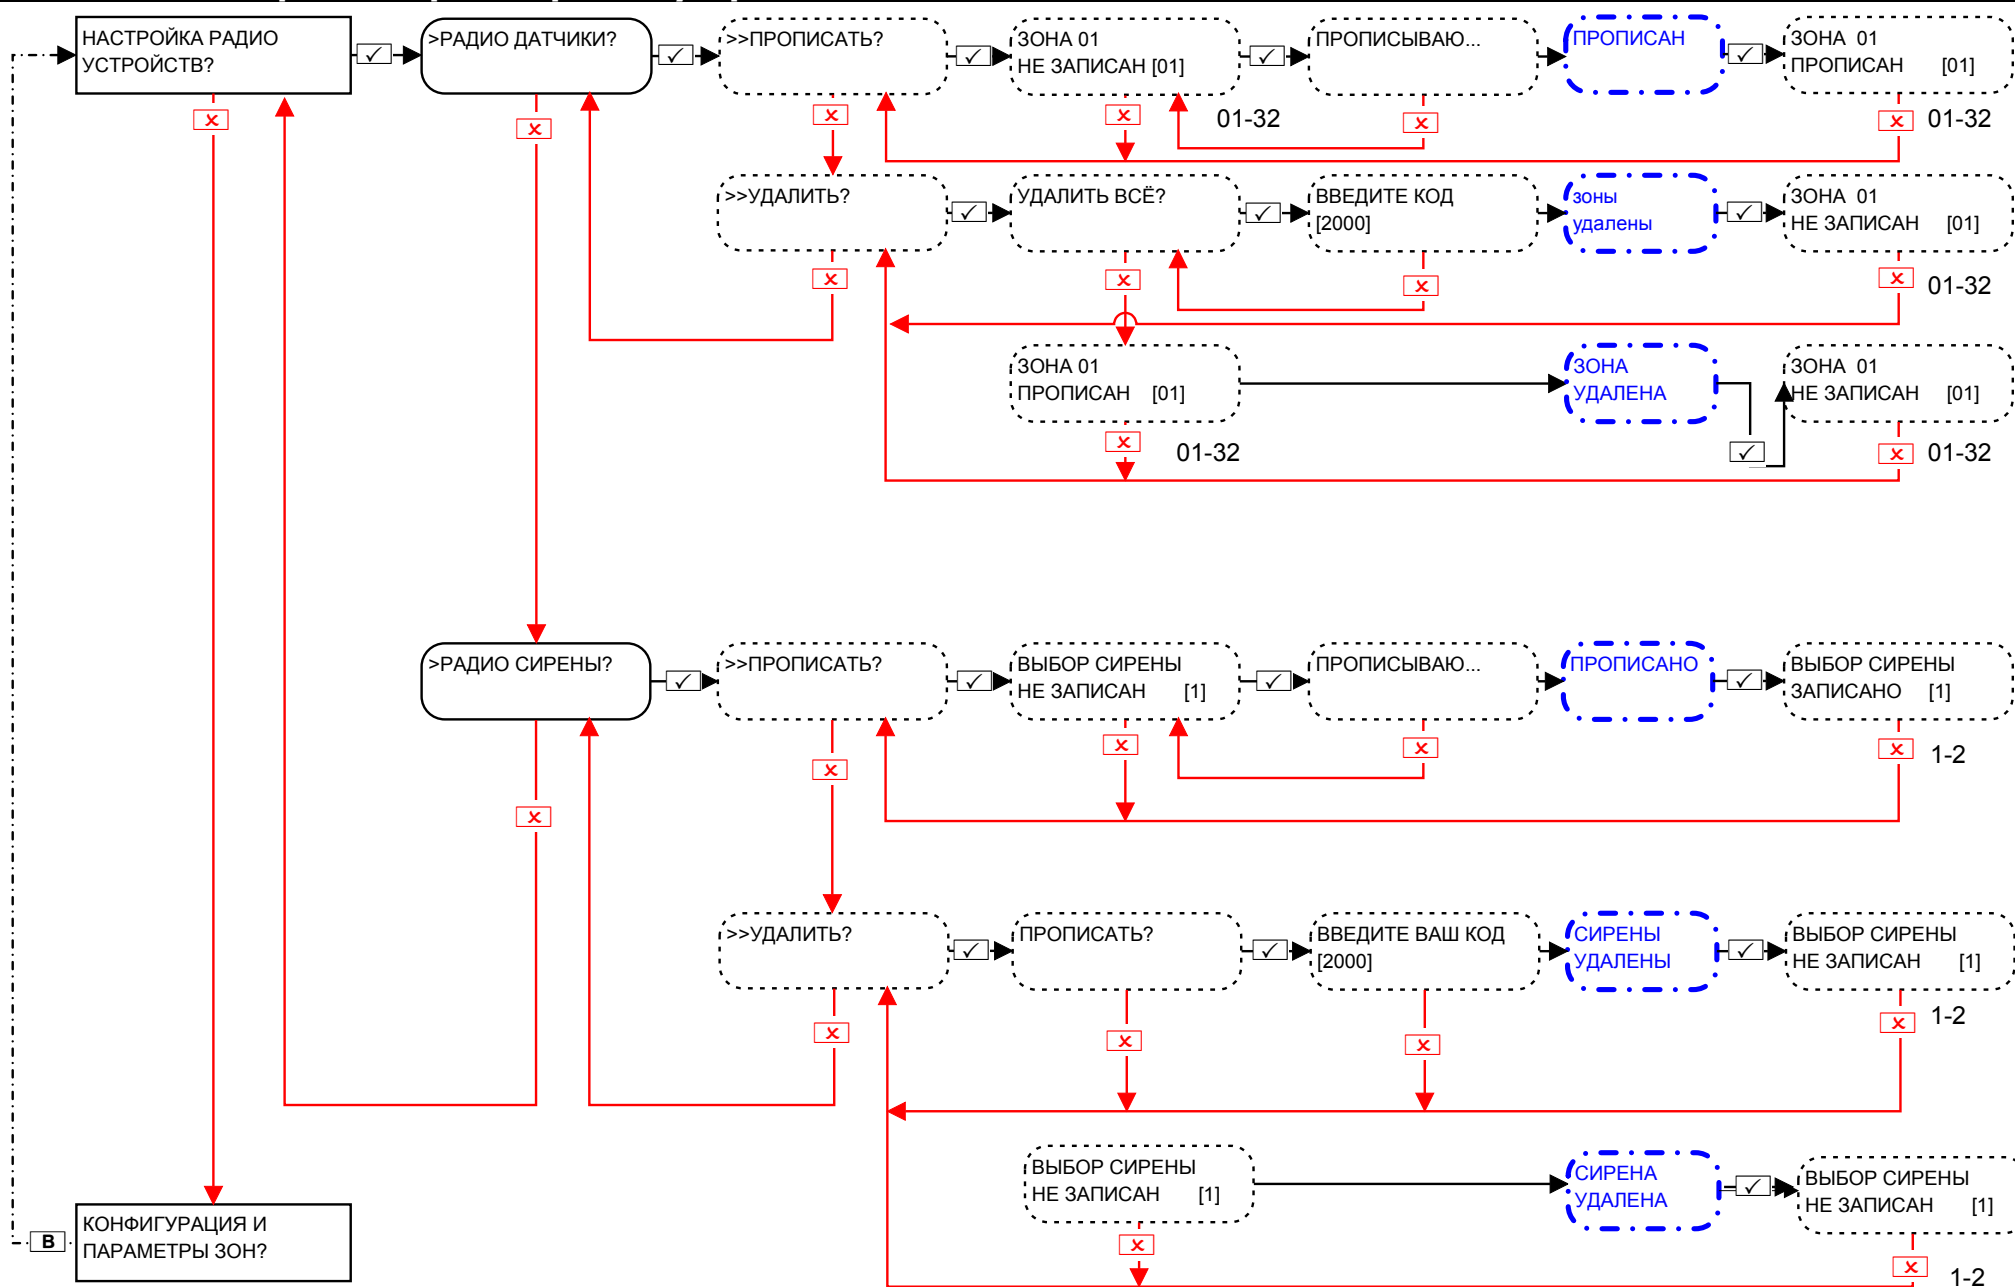 НАСТРОЙКА РАДИО
УСТРОЙСТВ?
>РАДИО ДАТЧИКИ?
>>ПРОПИСАТЬ?
ЗОНА 01
НЕ ЗАПИСАН [01]
01-32
ПРОПИСЫВАЮ...
ПРОПИСАН
ЗОНА 01
ПРОПИСАН [01]
01-32
>>УДАЛИТЬ?
УДАЛИТЬ ВСЁ?
ВВЕДИТЕ КОД
[2000]
зоны
удалены
ЗОНА 01
НЕ ЗАПИСАН [01]
01-32
ЗОНА 01
ПРОПИСАН [01]
01-32
ЗОНА
УДАЛЕНА
ЗОНА 01
НЕ ЗАПИСАН [01]
01-32
>РАДИО СИРЕНЫ?
>>ПРОПИСАТЬ?
ВЫБОР СИРЕНЫ
НЕ ЗАПИСАН [1]
ПРОПИСЫВАЮ...
ПРОПИСАНО
ВЫБОР СИРЕНЫ
ЗАПИСАНО [1]
1-2
>>УДАЛИТЬ?
ПРОПИСАТЬ?
ВВЕДИТЕ ВАШ КОД
[2000]
СИРЕНЫ
УДАЛЕНЫ
ВЫБОР СИРЕНЫ
НЕ ЗАПИСАН [1]
1-2
ВЫБОР СИРЕНЫ
НЕ ЗАПИСАН [1]
СИРЕНА
УДАЛЕНА
ВЫБОР СИРЕНЫ
НЕ ЗАПИСАН [1]
1-2
B
КОНФИГУРАЦИЯ И
ПАРАМЕТРЫ ЗОН?